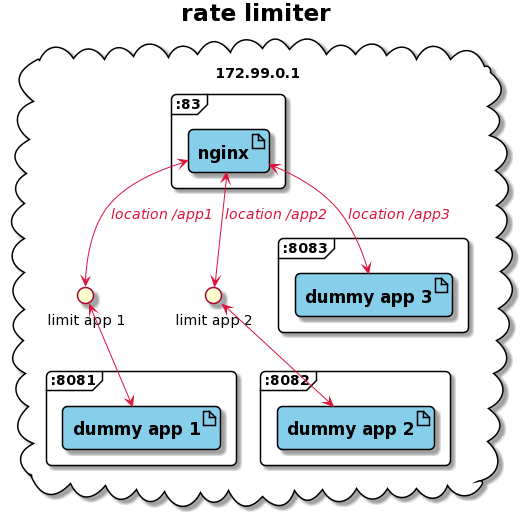 rate limiter
172.99.0.1
:83
nginx
location /app1
location /app2
location /app3
:8083
dummy app 3
limit app 1
limit app 2
:8081
dummy app 1
:8082
dummy app 2